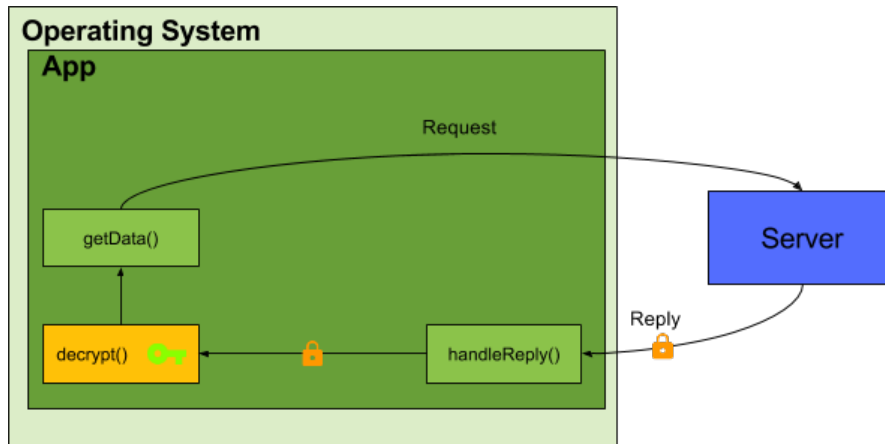 Operating System
App
Request
getData()
Server
Reply
decrypt()
handleReply()